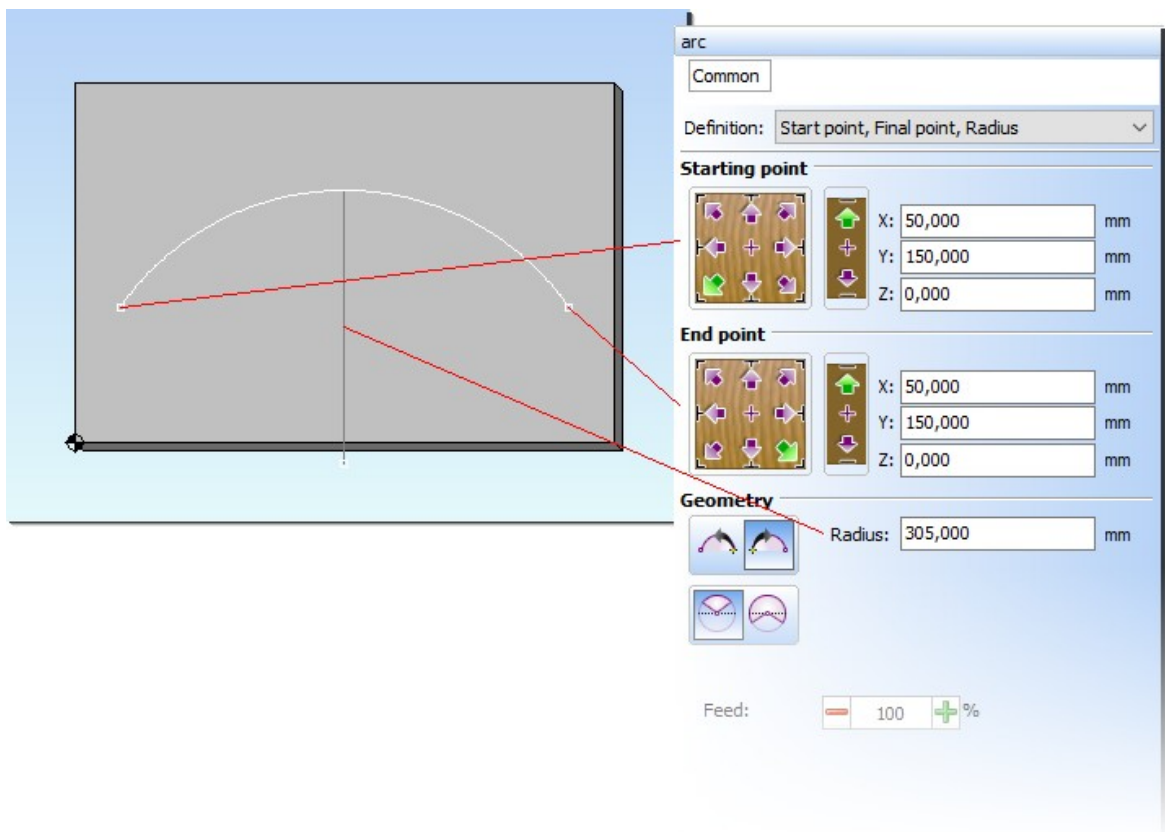 arc
Common
Definition: Start point, Final point, Radius
Starting point
X: 50,000 mm
Y: 150,000 mm
Z: 0,000 mm
End point
X: 50,000 mm
Y: 150,000 mm
Z: 0,000 mm
Geometry
Radius: 305,000 mm
Feed: 100 %